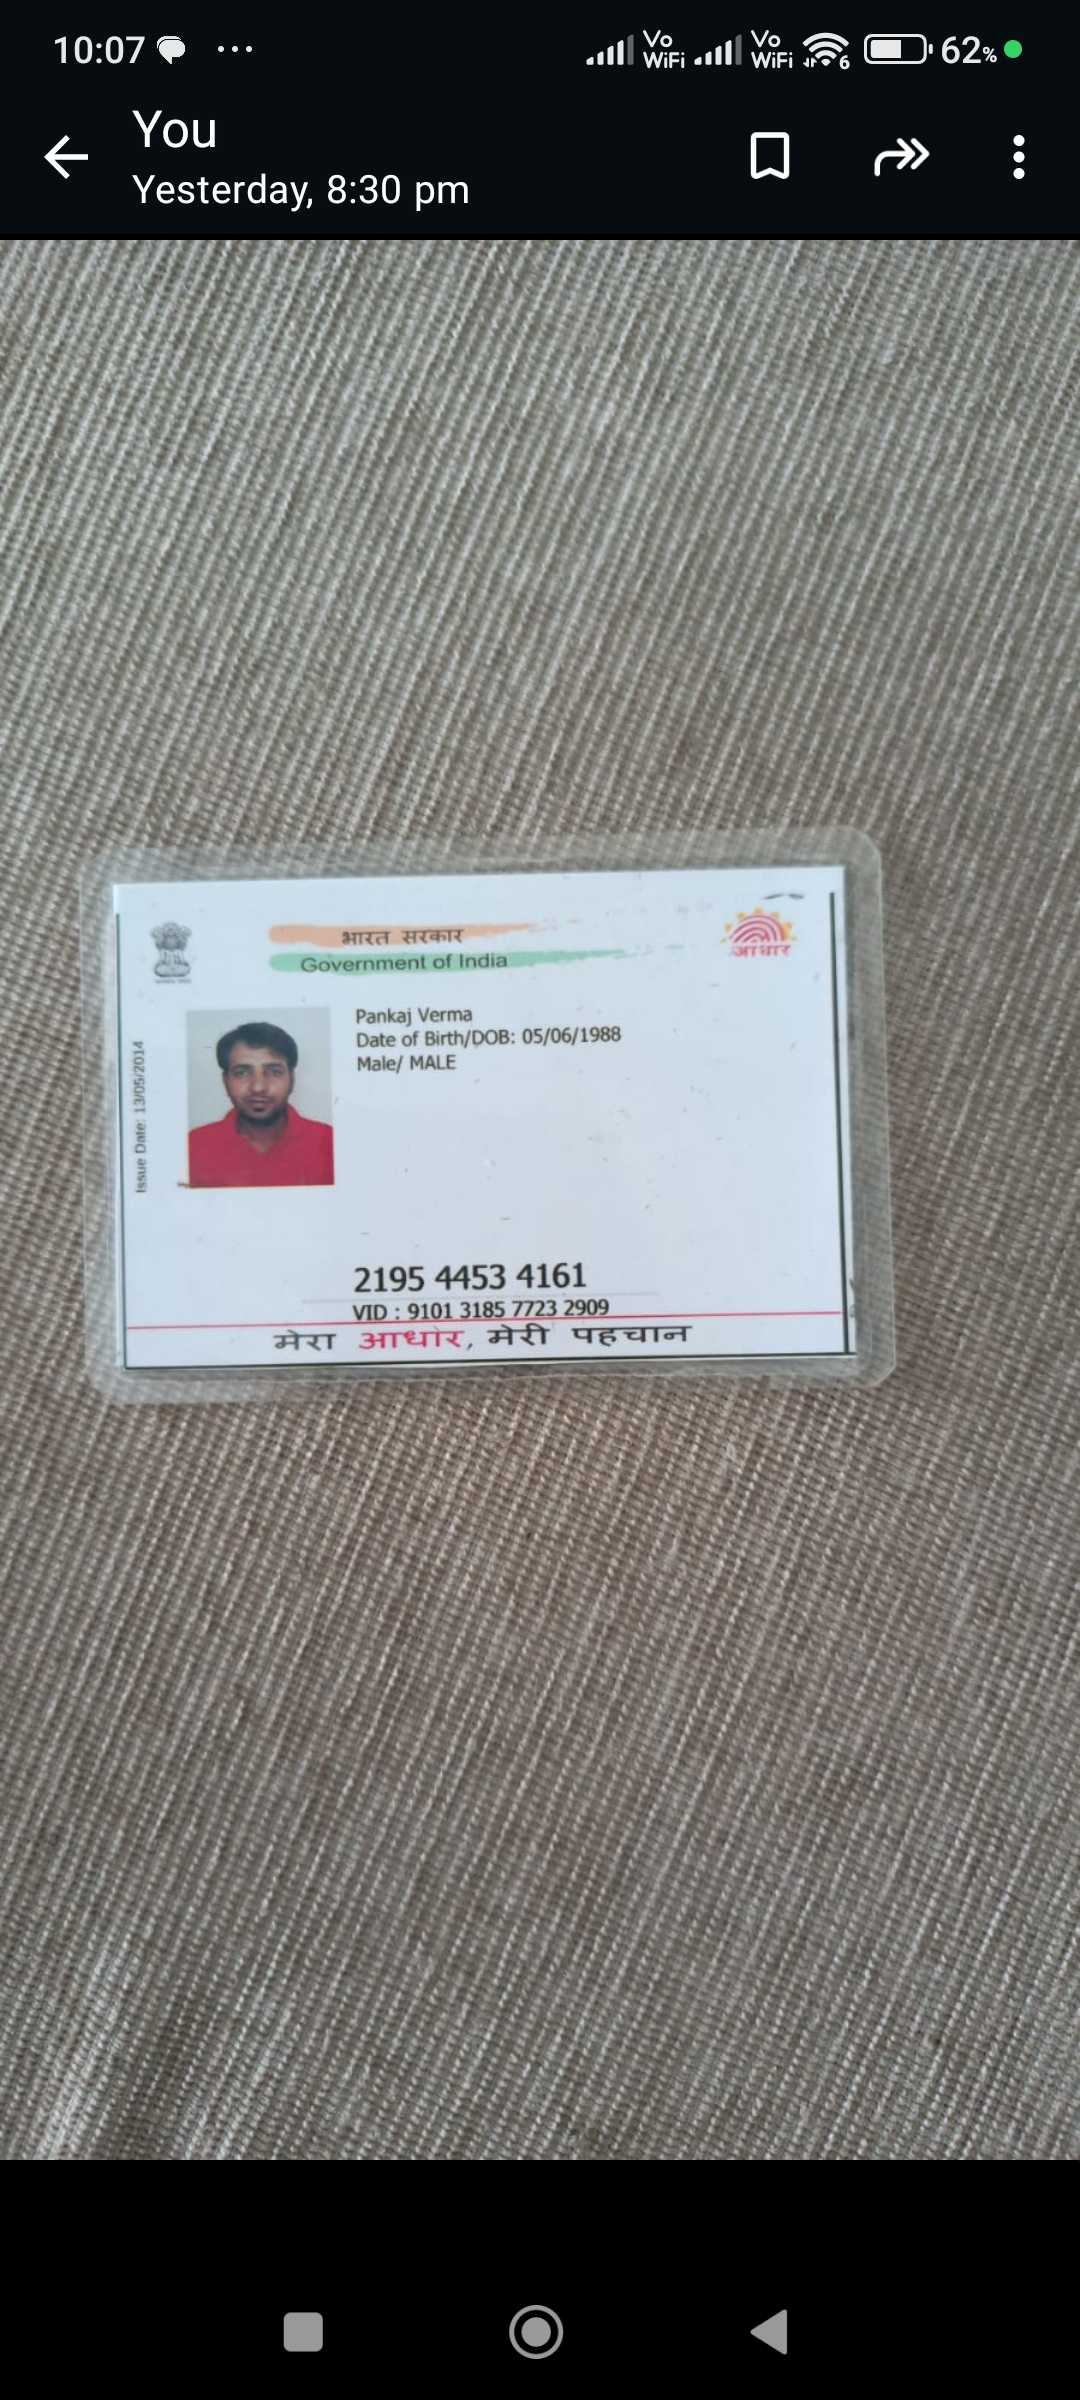 10:07
Vo WiFi Vo WiFi 6 62%
You
Yesterday, 8:30 pm
भारत सरकार
Government of India
आधार
Issue Date: 13/05/2014
Pankaj Verma
Date of Birth/DOB: 05/06/1988
Male/ MALE
2195 4453 4161
VID : 9101 3185 7723 2909
मेरा आधार, मेरी पहचान